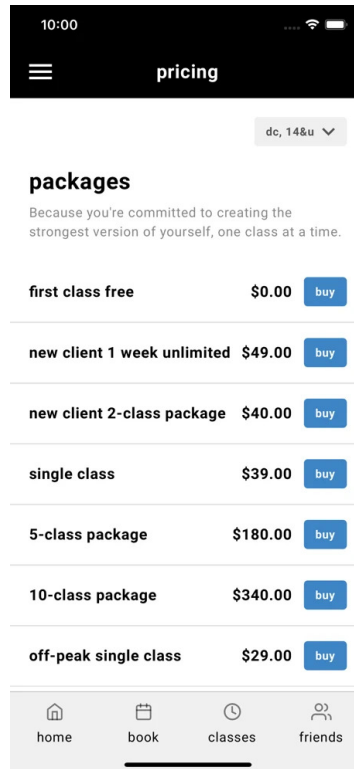 10:00
pricing
dc, 14&u
packages
Because you're committed to creating the
strongest version of yourself, one class at a time.
first class free $0.00 buy
new client 1 week unlimited $49.00 buy
new client 2-class package $40.00 buy
single class $39.00 buy
5-class package $180.00 buy
10-class package $340.00 buy
off-peak single class $29.00 buy
home book classes friends